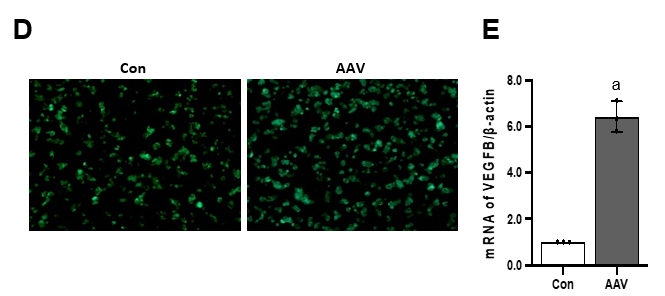 D
Con
AAV
E
mRNA of VEGFB/β-actin
8.0
6.0
4.0
2.0
0.0
a
Con
AAV